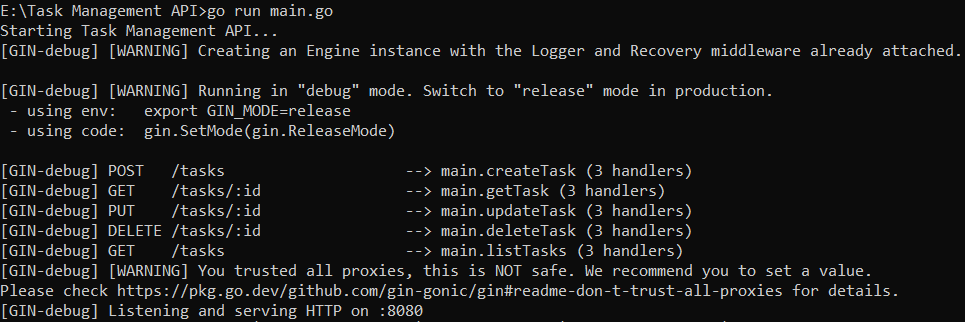 E:\Task Management API>go run main.go
Starting Task Management API...
[GIN-debug] [WARNING] Creating an Engine instance with the Logger and Recovery middleware already attached.
[GIN-debug] [WARNING] Running in "debug" mode. Switch to "release" mode in production.
 - using env:   export GIN_MODE=release
 - using code:  gin.SetMode(gin.ReleaseMode)
[GIN-debug] POST   /tasks                    --> main.createTask (3 handlers)
[GIN-debug] GET    /tasks/:id                --> main.getTask (3 handlers)
[GIN-debug] PUT    /tasks/:id                --> main.updateTask (3 handlers)
[GIN-debug] DELETE /tasks/:id                --> main.deleteTask (3 handlers)
[GIN-debug] GET    /tasks                    --> main.listTasks (3 handlers)
[GIN-debug] [WARNING] You trusted all proxies, this is NOT safe. We recommend you to set a value.
Please check https://pkg.go.dev/github.com/gin-gonic/gin#readme-don-t-trust-all-proxies for details.
[GIN-debug] Listening and serving HTTP on :8080